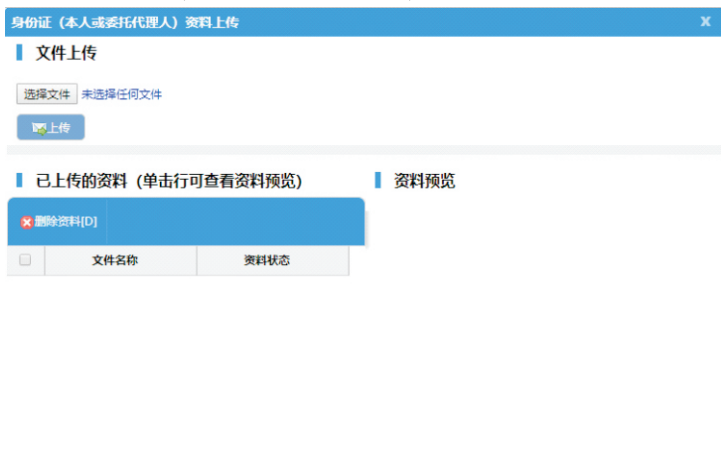 身份证（本人或委托代理人）资料上传 X
文件上传
选择文件 未选择任何文件
上传
已上传的资料（单击行可查看资料预览） 资料预览
删除资料[D]
文件名称 资料状态